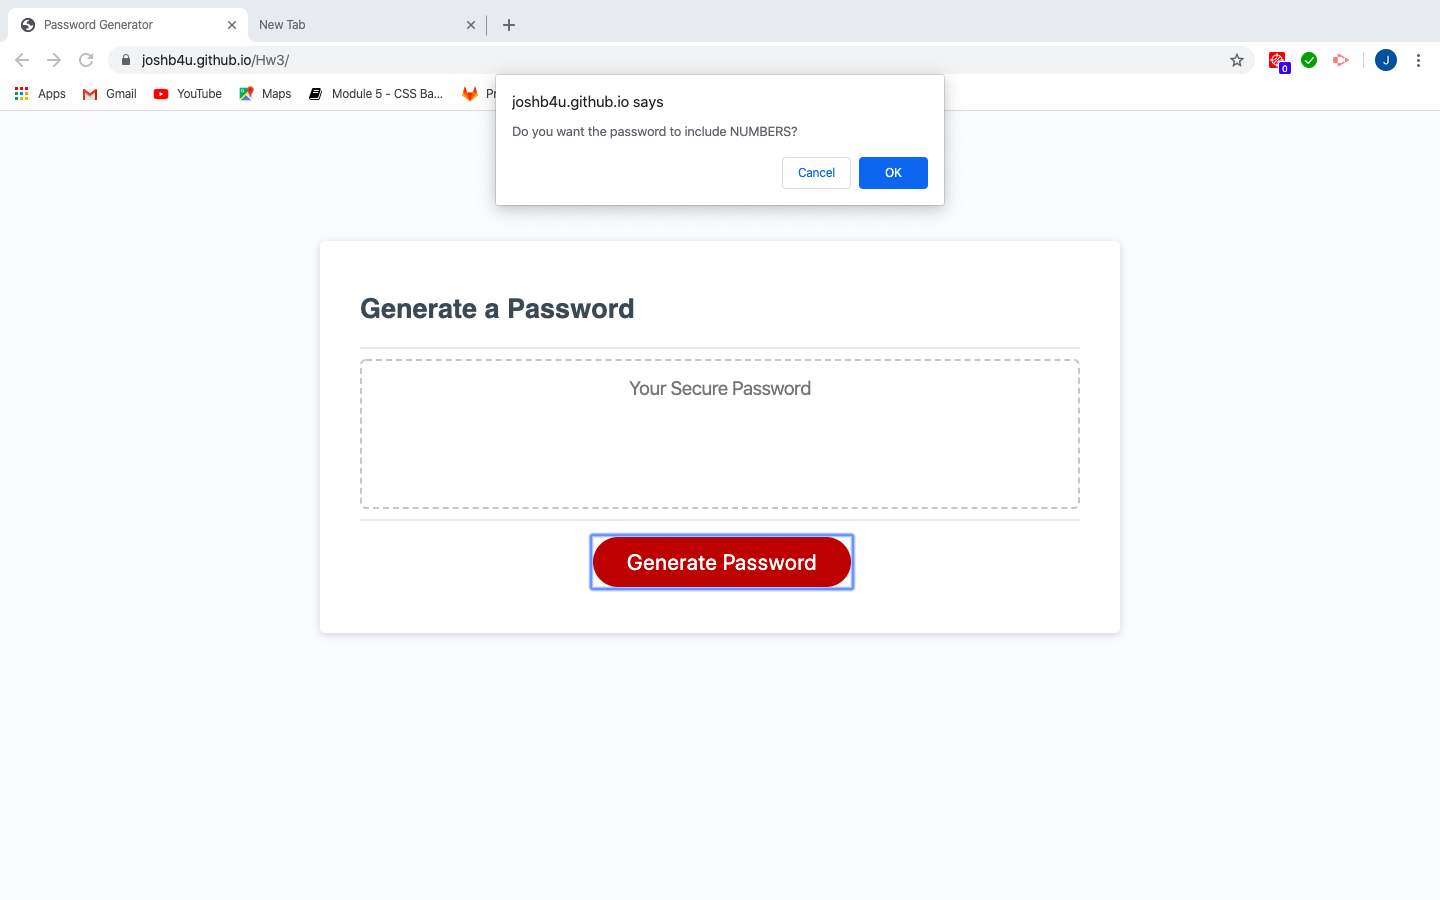 Password Generator
New Tab
joshb4u.github.io/Hw3/
0
J
Apps
Gmail
YouTube
Maps
Module 5 - CSS Ba...
joshb4u.github.io says
Do you want the password to include NUMBERS?
Cancel
OK
Generate a Password
Your Secure Password
Generate Password